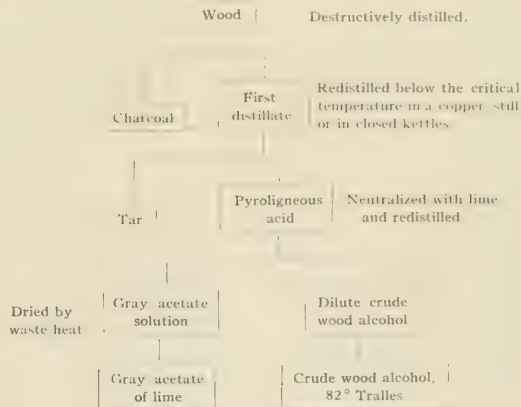 Wood
Destructively distilled.
Charcoal
First
distillate
Redistilled below the critical
temperature in a copper still
or in closed kettles
Tar
Pyroligneous
acid
Neutralized with lime
and redistilled
Dried by
waste heat
Gray acetate
solution
Dilute crude
wood alcohol
Gray acetate
of lime
Crude wood alcohol,
82° Tralles